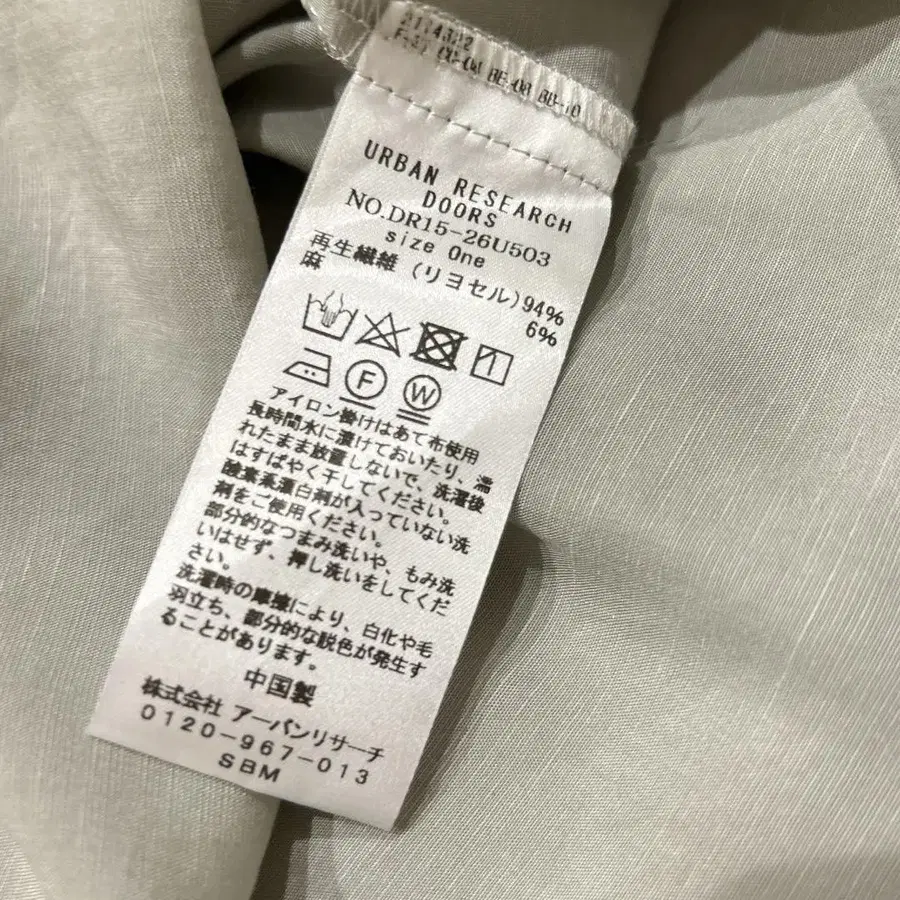 URBAN RESEARCH
DOORS
NO.DR15-26U503
size One
再生繊維 (リヨセル)94%
麻 6%
F W
アイロン掛けはあて布使用
長時間水に漬けておいたり、濡
れたまま放置しないで、洗濯後
はすばやく干してください。
酸素系漂白剤が入っていない洗
剤をご使用ください。
部分的なつまみ洗いや、もみ洗
いはせず、押し洗いをしてくだ
さい。
洗濯時の摩擦により、白化や毛
羽立ち、部分的な脱色が発生す
ることがあります。
中国製
株式会社 アーバンリサーチ
0120-967-013
SBM